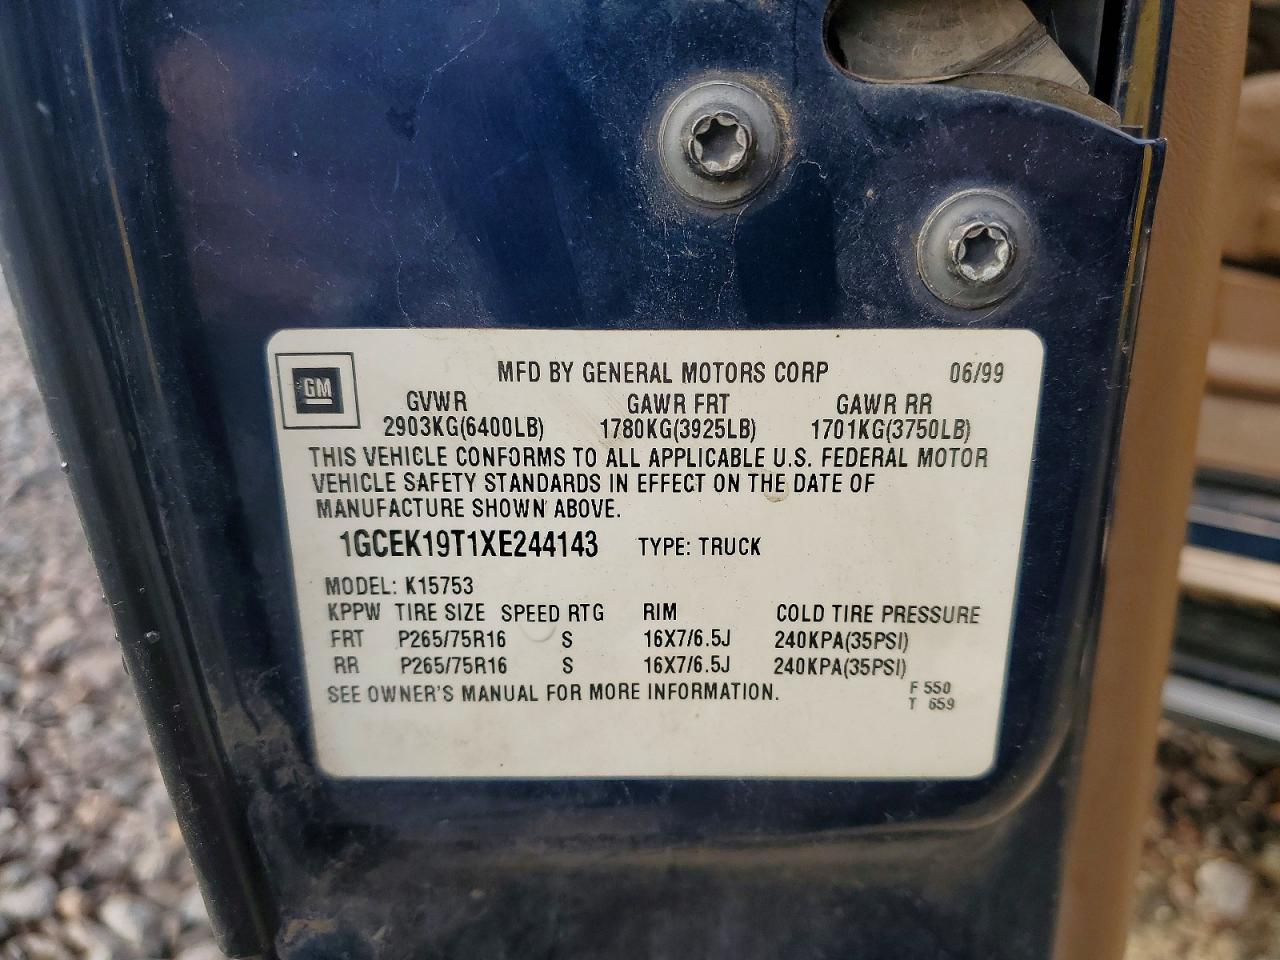 GM
MFD BY GENERAL MOTORS CORP 06/99
GVWR GAWR FRT GAWR RR
2903KG(6400LB) 1780KG(3925LB) 1701KG(3750LB)
THIS VEHICLE CONFORMS TO ALL APPLICABLE U.S. FEDERAL MOTOR
VEHICLE SAFETY STANDARDS IN EFFECT ON THE DATE OF
MANUFACTURE SHOWN ABOVE.
1GCEK19T1XE244143 TYPE: TRUCK
MODEL: K15753
KPPW TIRE SIZE SPEED RTG RIM COLD TIRE PRESSURE
FRT P265/75R16 S 16X7/6.5J 240KPA(35PSI)
RR P265/75R16 S 16X7/6.5J 240KPA(35PSI)
SEE OWNER'S MANUAL FOR MORE INFORMATION. F 550
T 659